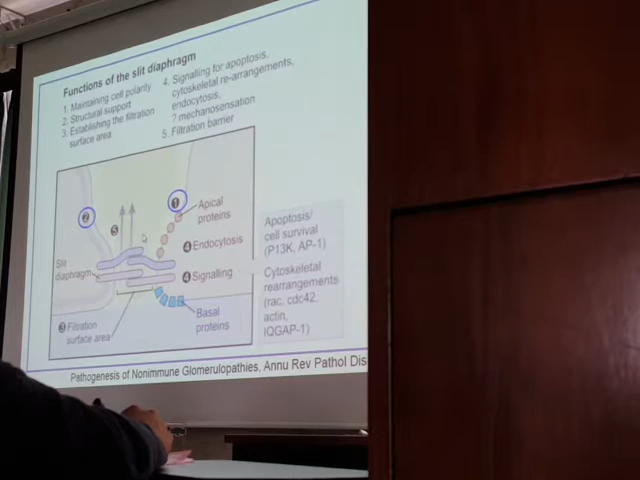 Functions of the slit diaphragm
1. Maintaining cell polarity
2. Structural support
3. Establishing the filtration
surface area
4. Signalling for apoptosis,
cytoskeletal re-arrangements,
endocytosis,
? mechanosensation
5. Filtration barrier
2
5
1
Apical
proteins
4 Endocytosis
Slit
diaphragm
4 Signalling
3 Filtration
surface area
Basal
proteins
Apoptosis/
cell survival
(P13K, AP-1)
Cytoskeletal
rearrangements
(rac, cdc42,
actin,
IQGAP-1)
Pathogenesis of Nonimmune Glomerulopathies, Annu Rev Pathol Dis